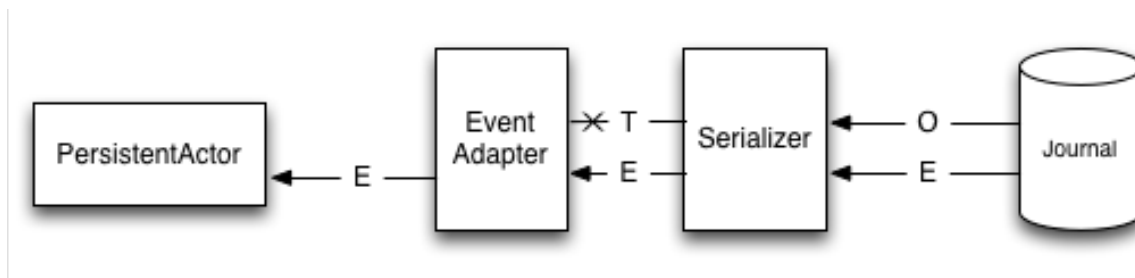 PersistentActor
E
Event
Adapter
T
E
Serializer
O
E
Journal